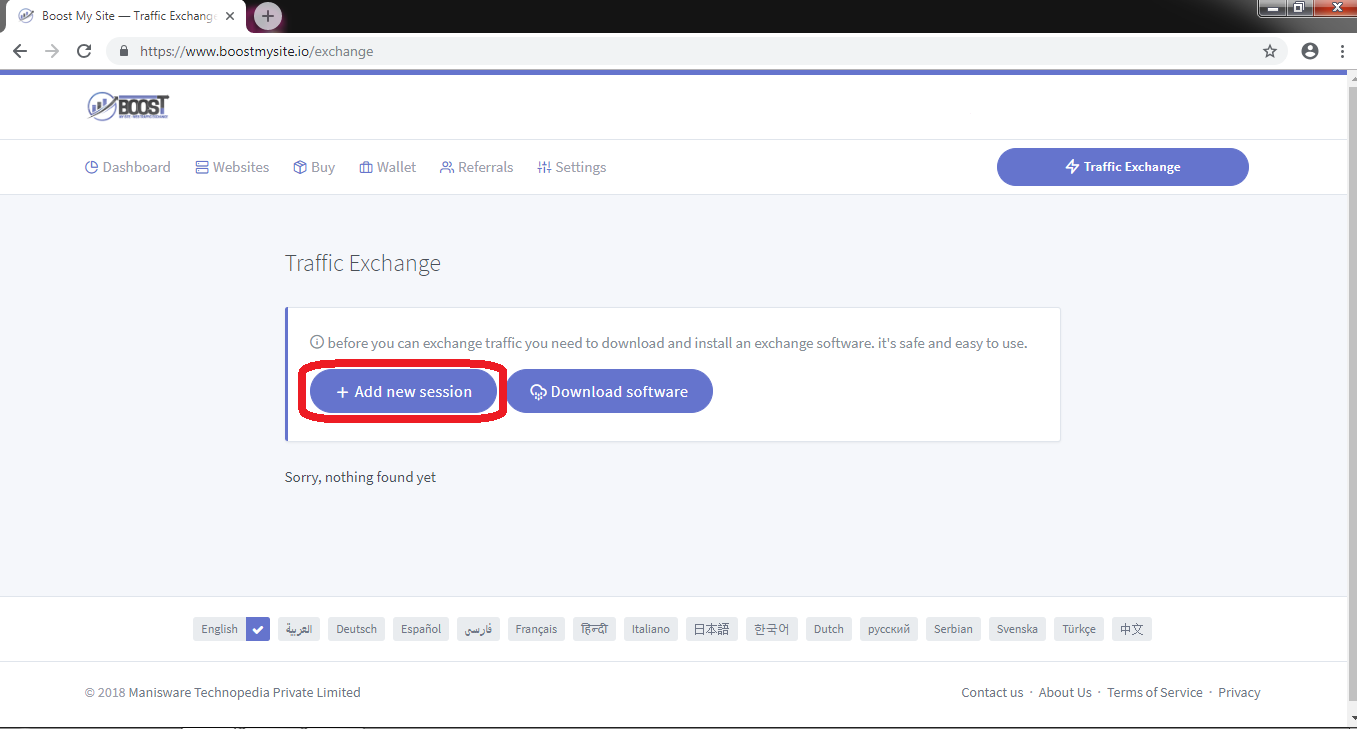 Boost My Site — Traffic Exchang
https://www.boostmysite.io/exchange
BOOST
Dashboard Websites Buy Wallet Referrals Settings Traffic Exchange
Traffic Exchange
before you can exchange traffic you need to download and install an exchange software. it's safe and easy to use.
+ Add new session Download software
Sorry, nothing found yet
English العربية Deutsch Español فارسی Français हिन्दी Italiano 日本語 한국어 Dutch русский Serbian Svenska Türkçe 中文
© 2018 Manisware Technopedia Private Limited Contact us · About Us · Terms of Service · Privacy